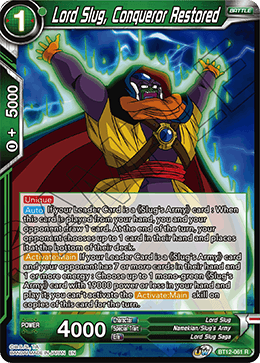 1
Lord Slug, Conqueror Restored
BATTLE
0 + 5000
Unique
Auto If your Leader Card is a ⟨Slug's Army⟩ card : When
this card is played from your hand, you and your
opponent draw 1 card. At the end of the turn, your
opponent chooses up to 1 card in their hand and places
it at the bottom of their deck.
Activate:Main If your Leader Card is a ⟨Slug's Army⟩ card
and your opponent has 7 or more cards in their hand and
1 or more energy : Choose up to 1 mono-green ⟨Slug's
Army⟩ card with 19000 power or less in your hand and
play it; you can't activate the Activate:Main skill on
copies of this card for the turn.
POWER
4000
Character
Lord Slug
Special Trait
Namekian/Slug's Army
Era
Lord Slug Saga
BT12-061 R